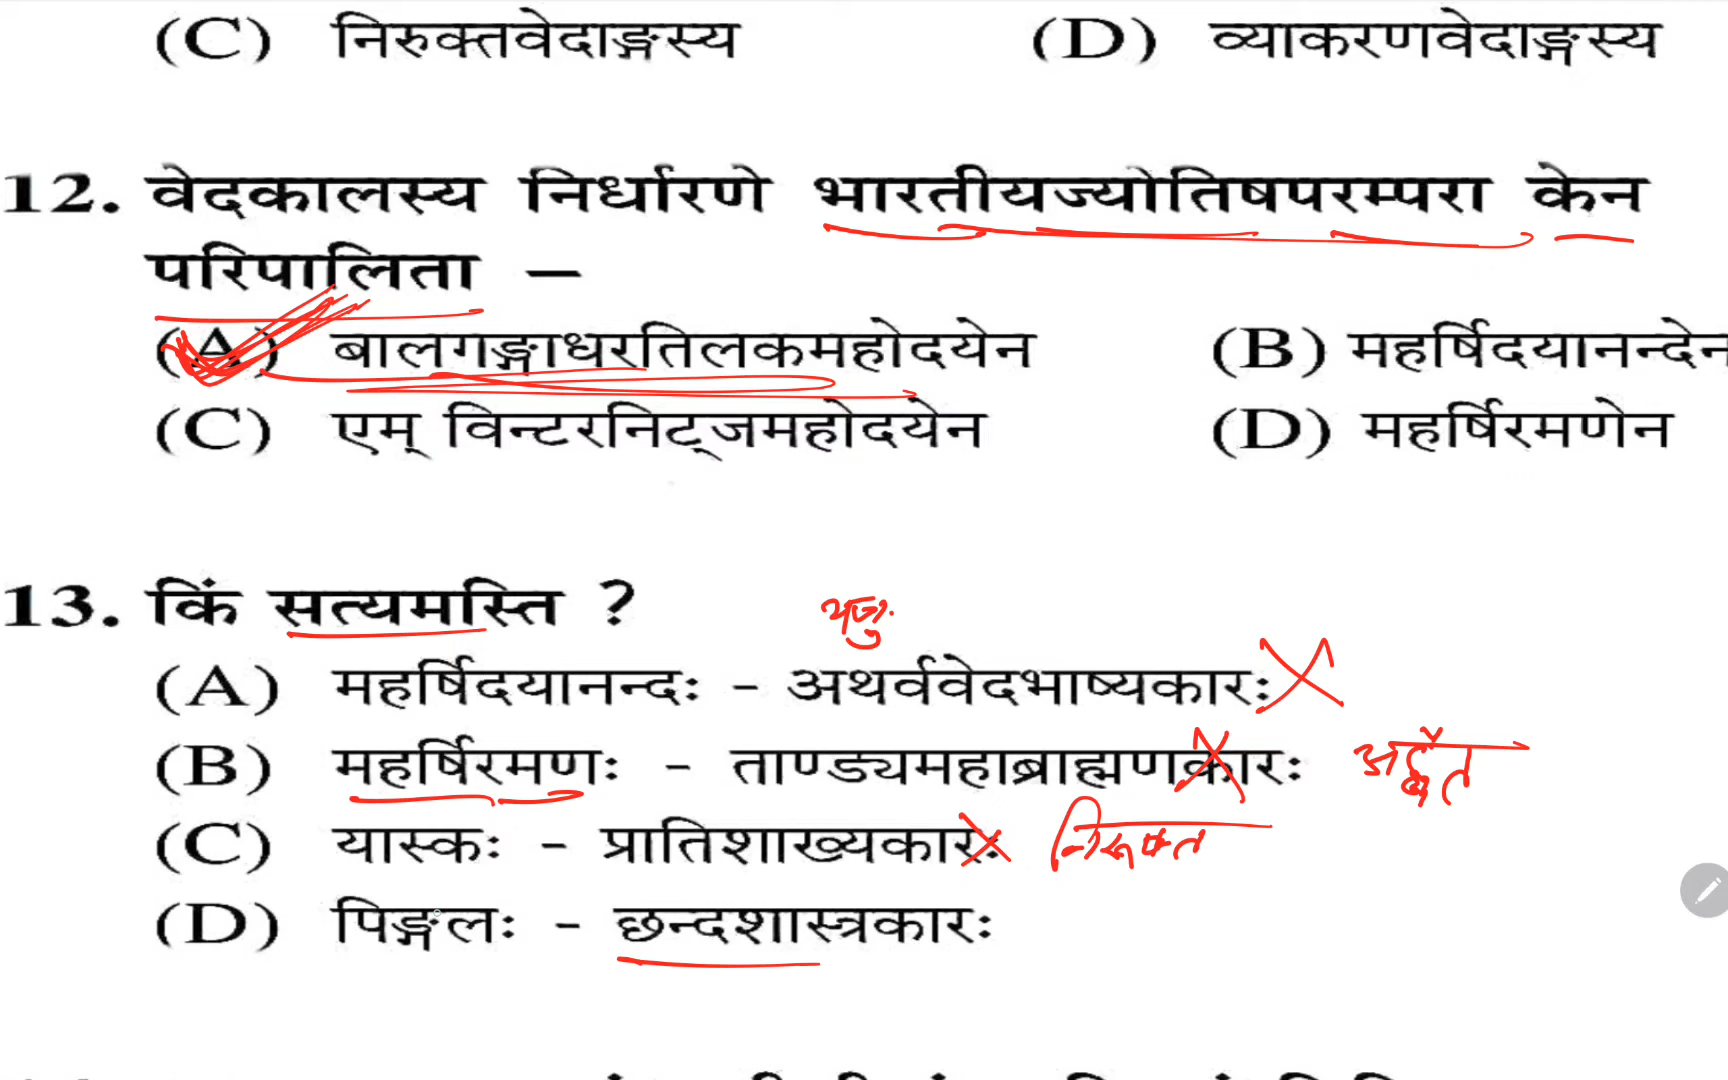 (C) निरुक्तवेदाङ्गस्य (D) व्याकरणवेदाङ्गस्य
12. वेदकालस्य निर्धारणे भारतीयज्योतिषपरम्परा केन
परिपालिता –
(A) बालगङ्गाधरतिलकमहोदयेन (B) महर्षिदयानन्देन
(C) एम् विन्टरनिट्जमहोदयेन (D) महर्षिरमणेन
13. किं सत्यमस्ति ?
यजु.
(A) महर्षिदयानन्दः - अथर्ववेदभाष्यकारः
(B) महर्षिरमणः - ताण्ड्यमहाब्राह्मणकारः अद्वैत
(C) यास्कः - प्रातिशाख्यकारः निरुक्त
(D) पिङ्गलः - छन्दशास्त्रकारः